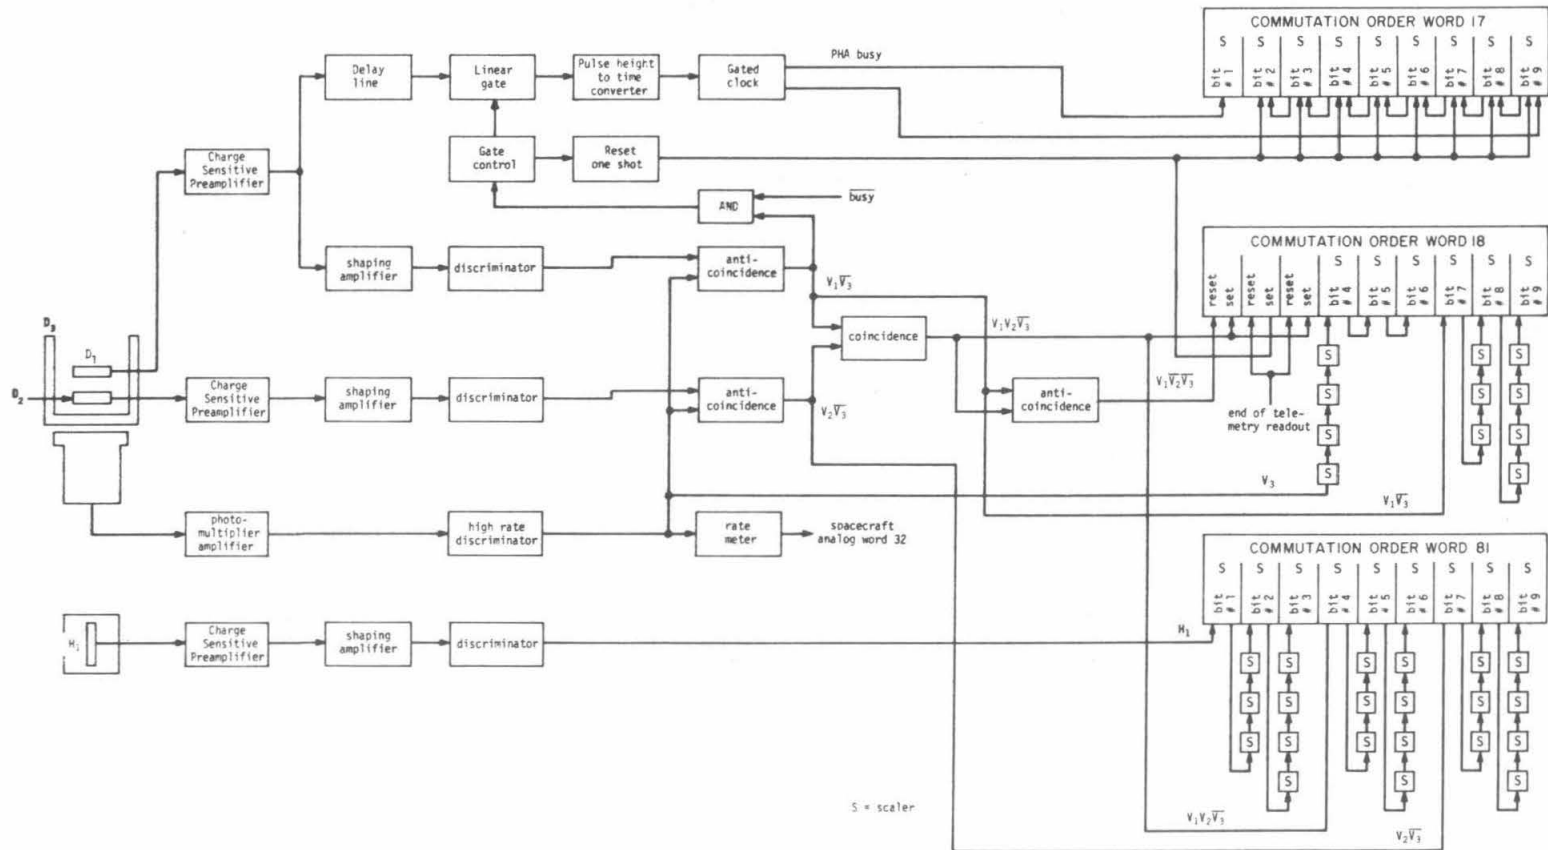 COMMUTATION ORDER WORD 17
S S S S S S S S S
bit #1 bit #2 bit #3 bit #4 bit #5 bit #6 bit #7 bit #8 bit #9
Delay line
Linear gate
Pulse height to time converter
Gated clock
PHA busy
Charge Sensitive Preamplifier
Gate control
Reset one shot
AND
b̅u̅s̅y̅
shaping amplifier
discriminator
anti-coincidence
V₁V̅₃
COMMUTATION ORDER WORD 18
S S S S S S
reset set reset set reset set bit #4 bit #5 bit #6 bit #7 bit #8 bit #9
D₃
D₁
D₂
Charge Sensitive Preamplifier
shaping amplifier
discriminator
anti-coincidence
V₂V̅₃
coincidence
V₁V₂V̅₃
anti-coincidence
V₁V̅₂V̅₃
end of tele-
metry readout
S S S
S S S
S S S
S S
V₃
V₁V̅₃
photo-
multiplier
amplifier
high rate discriminator
rate meter
spacecraft
analog word 32
COMMUTATION ORDER WORD 81
S S S S S S S S S
bit #1 bit #2 bit #3 bit #4 bit #5 bit #6 bit #7 bit #8 bit #9
H₁
Charge Sensitive Preamplifier
shaping amplifier
discriminator
H₁
S S S S S S
S S S S S S
S S S S S S
S S S
S = scaler
V₁V₂V̅₃
V₂V̅₃